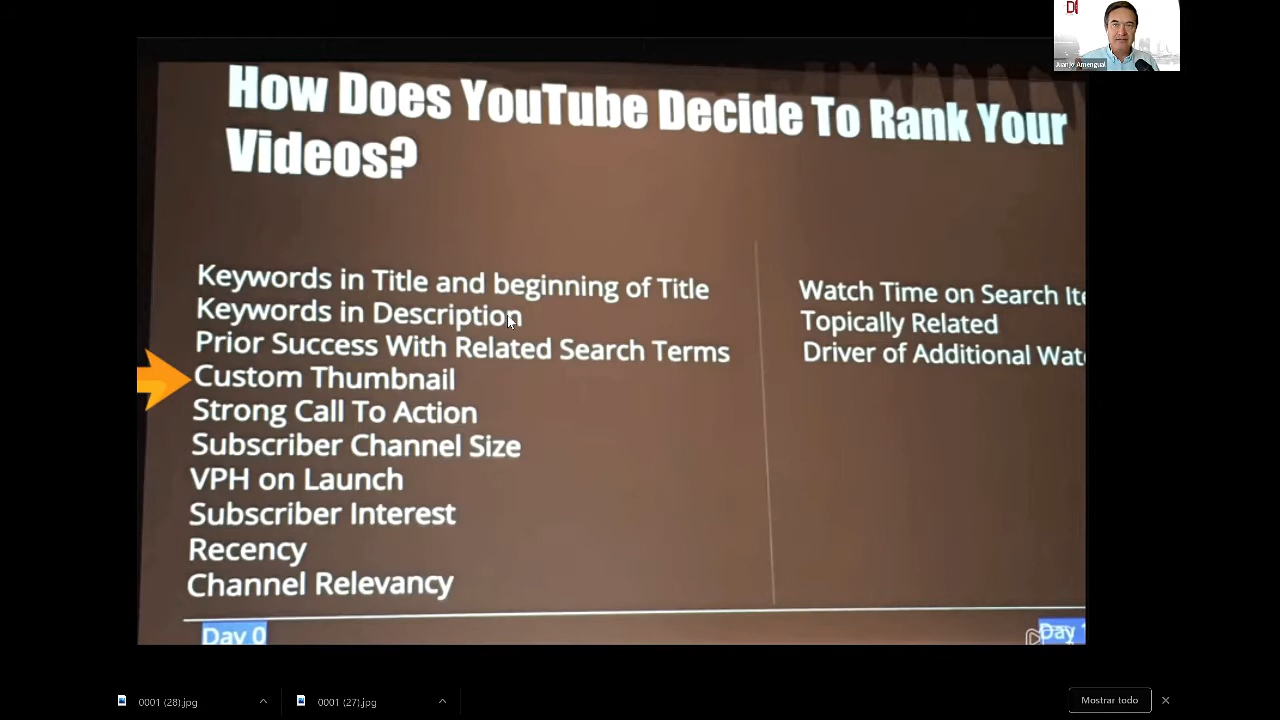 How Does YouTube Decide To Rank Your
Videos?
Keywords in Title and beginning of Title
Keywords in Description
Prior Success With Related Search Terms
Custom Thumbnail
Strong Call To Action
Subscriber Channel Size
VPH on Launch
Subscriber Interest
Recency
Channel Relevancy
Day 0
Watch Time on Search
Topically Related
Driver of Additional
Day
Juanjo Amengual
0001 (28).jpg
0001 (27).jpg
Mostrar todo